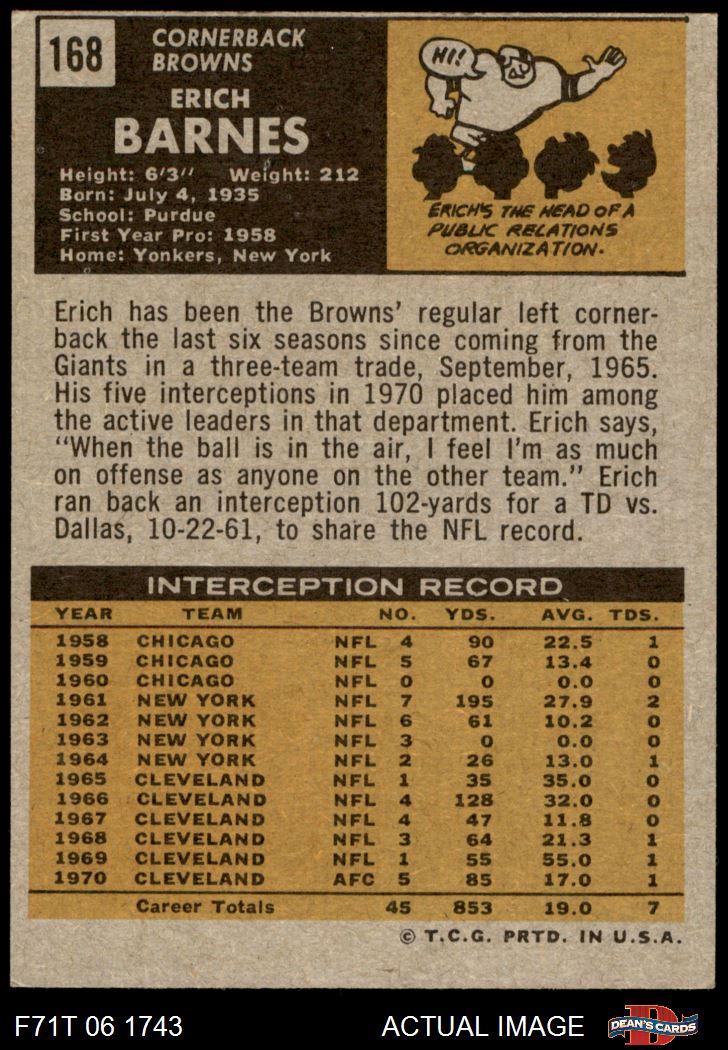 168
CORNERBACK
BROWNS
ERICH
BARNES
Height: 6'3" Weight: 212
Born: July 4, 1935
School: Purdue
First Year Pro: 1958
Home: Yonkers, New York
HI!
ERICH'S THE HEAD OF A
PUBLIC RELATIONS
ORGANIZATION.
Erich has been the Browns' regular left corner-
back the last six seasons since coming from the
Giants in a three-team trade, September, 1965.
His five interceptions in 1970 placed him among
the active leaders in that department. Erich says,
"When the ball is in the air, I feel I'm as much
on offense as anyone on the other team." Erich
ran back an interception 102-yards for a TD vs.
Dallas, 10-22-61, to share the NFL record.
INTERCEPTION RECORD
YEAR TEAM NO. YDS. AVG. TDS.
1958 CHICAGO NFL 4 90 22.5 1
1959 CHICAGO NFL 5 67 13.4 0
1960 CHICAGO NFL 0 0 0.0 0
1961 NEW YORK NFL 7 195 27.9 2
1962 NEW YORK NFL 6 61 10.2 0
1963 NEW YORK NFL 3 0 0.0 0
1964 NEW YORK NFL 2 26 13.0 1
1965 CLEVELAND NFL 1 35 35.0 0
1966 CLEVELAND NFL 4 128 32.0 0
1967 CLEVELAND NFL 4 47 11.8 0
1968 CLEVELAND NFL 3 64 21.3 1
1969 CLEVELAND NFL 1 55 55.0 1
1970 CLEVELAND AFC 5 85 17.0 1
Career Totals 45 853 19.0 7
© T.C.G. PRTD. IN U.S.A.
F71T 06 1743 ACTUAL IMAGE
D
DEAN'S CARDS